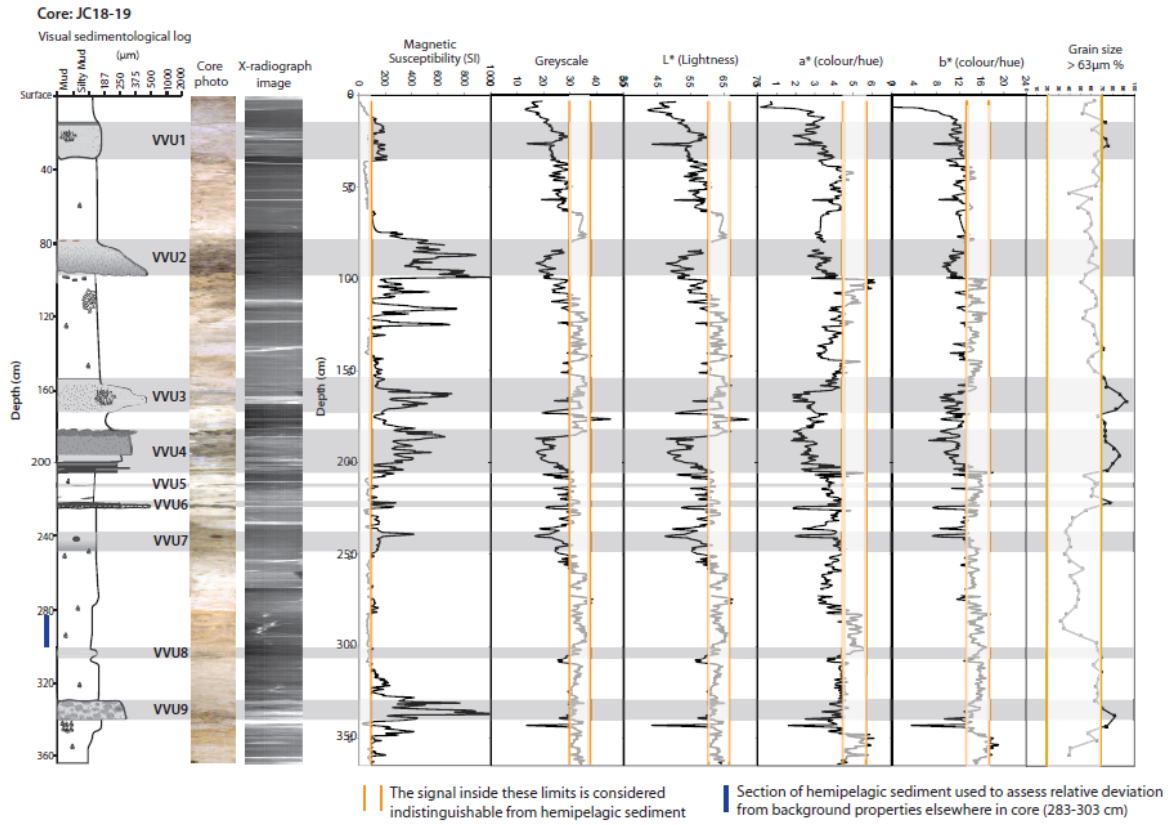 Core: JC18-19
Visual sedimentological log
(µm)
Mud
Silty Mud
187
250
375
500
1000
2000
Core photo
X-radiograph image
Magnetic Susceptibility (SI)
0
200
400
600
800
Greyscale
10
20
30
40
L* (Lightness)
45
55
65
75
a* (colour/hue)
1
2
3
4
5
6
b* (colour/hue)
0
4
8
12
16
20
24
Grain size > 63µm %
Surface
40
80
120
160
200
240
280
320
360
Depth (cm)
VVU1
VVU2
VVU3
VVU4
VVU5
VVU6
VVU7
VVU8
VVU9
0
50
100
150
200
250
300
350
Depth (cm)
The signal inside these limits is considered
indistinguishable from hemipelagic sediment
Section of hemipelagic sediment used to assess relative deviation
from background properties elsewhere in core (283-303 cm)